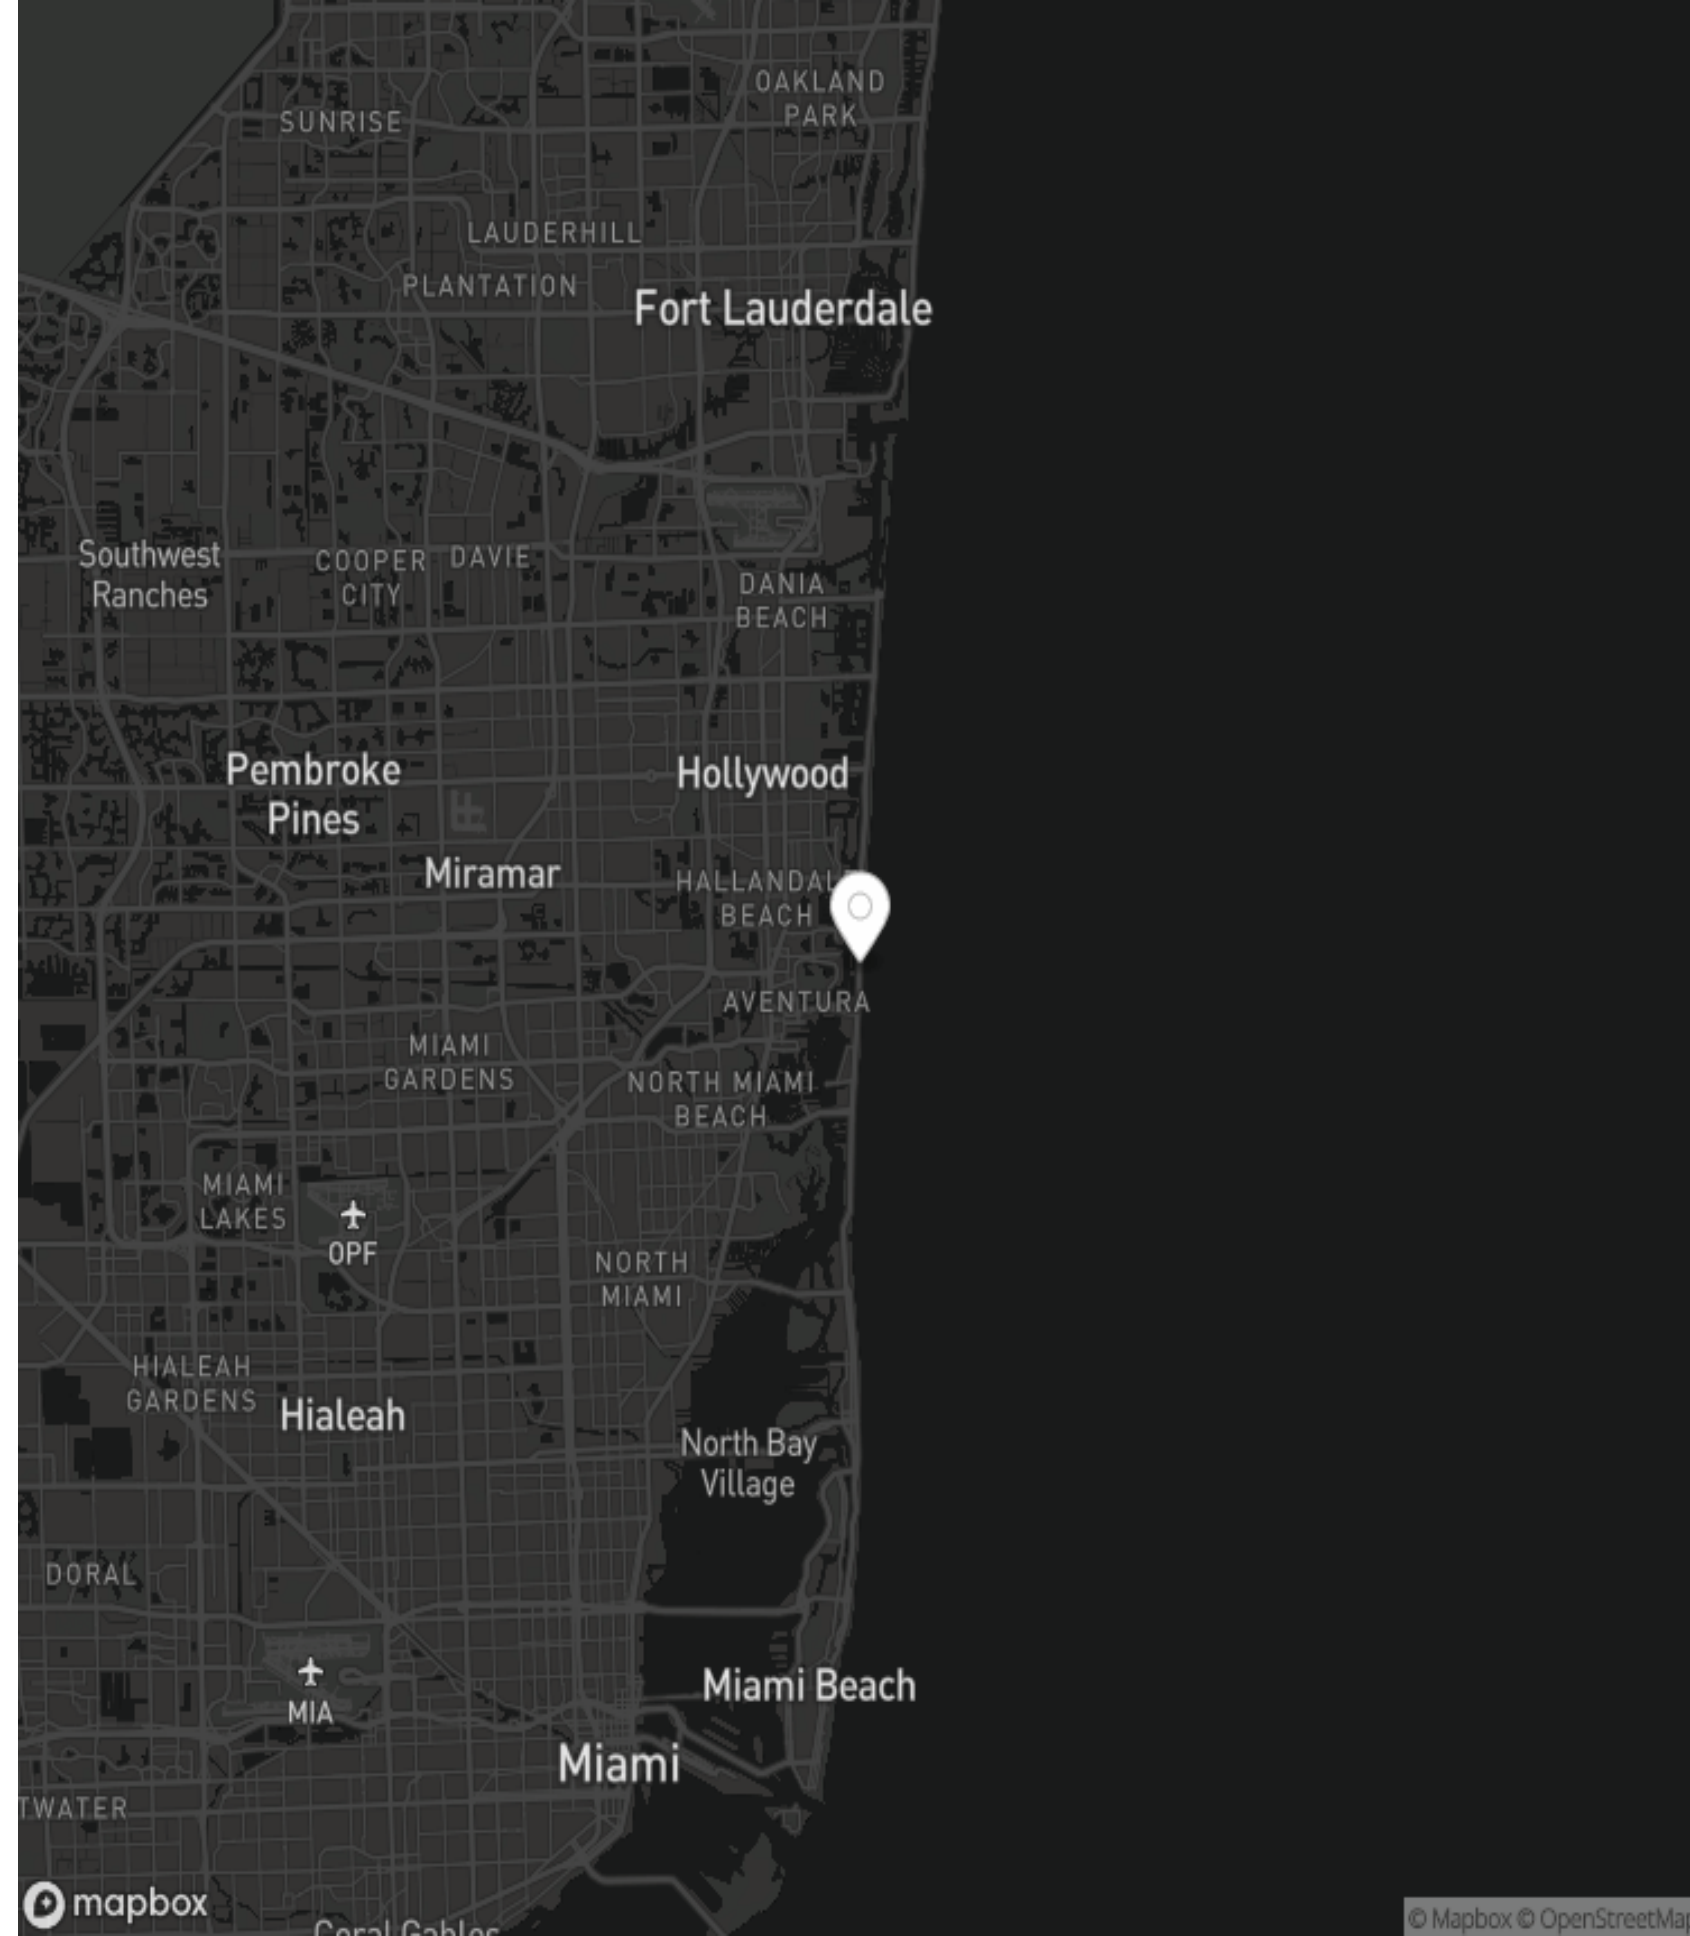 OAKLAND
PARK
SUNRISE
LAUDERHILL
PLANTATION
Fort Lauderdale
Southwest
Ranches
COOPER
CITY
DAVIE
DANIA
BEACH
Pembroke
Pines
Hollywood
Miramar
HALLANDAL
BEACH
AVENTURA
MIAMI
GARDENS
NORTH MIAMI
BEACH
MIAMI
LAKES
OPF
NORTH
MIAMI
HIALEAH
GARDENS
Hialeah
North Bay
Village
DORAL
MIA
Miami Beach
Miami
TWATER
mapbox
Coral Gables
© Mapbox © OpenStreetMap